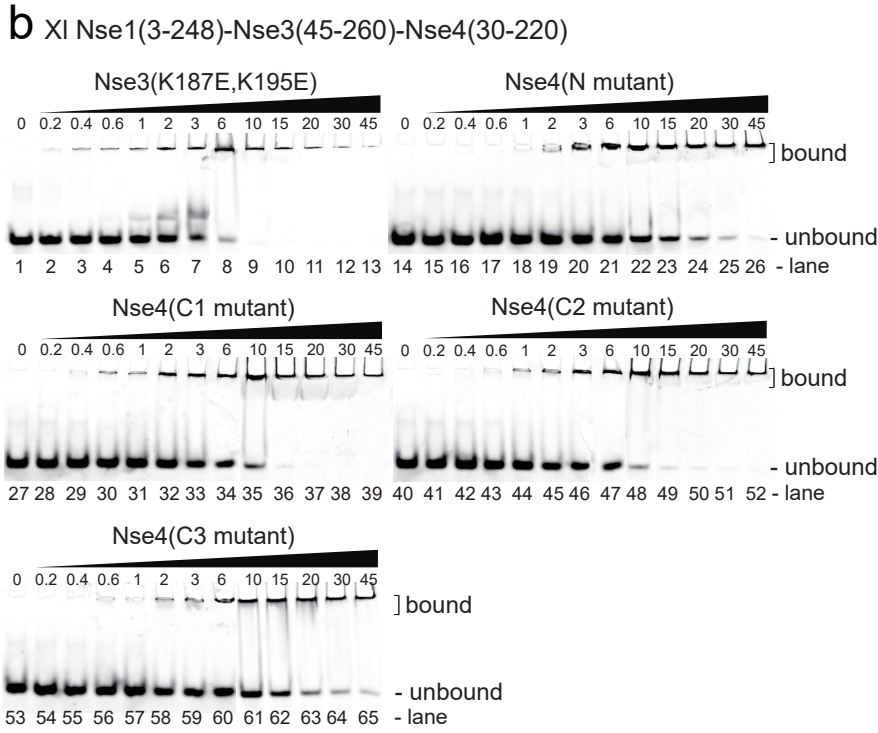 b Xl Nse1(3-248)-Nse3(45-260)-Nse4(30-220)
Nse3(K187E,K195E)
0 0.2 0.4 0.6 1 2 3 6 10 15 20 30 45
1 2 3 4 5 6 7 8 9 10 11 12 13
Nse4(N mutant)
0 0.2 0.4 0.6 1 2 3 6 10 15 20 30 45
bound
- unbound
14 15 16 17 18 19 20 21 22 23 24 25 26 - lane
Nse4(C1 mutant)
0 0.2 0.4 0.6 1 2 3 6 10 15 20 30 45
27 28 29 30 31 32 33 34 35 36 37 38 39
Nse4(C2 mutant)
0 0.2 0.4 0.6 1 2 3 6 10 15 20 30 45
bound
- unbound
40 41 42 43 44 45 46 47 48 49 50 51 52 - lane
Nse4(C3 mutant)
0 0.2 0.4 0.6 1 2 3 6 10 15 20 30 45
bound
- unbound
53 54 55 56 57 58 59 60 61 62 63 64 65 - lane